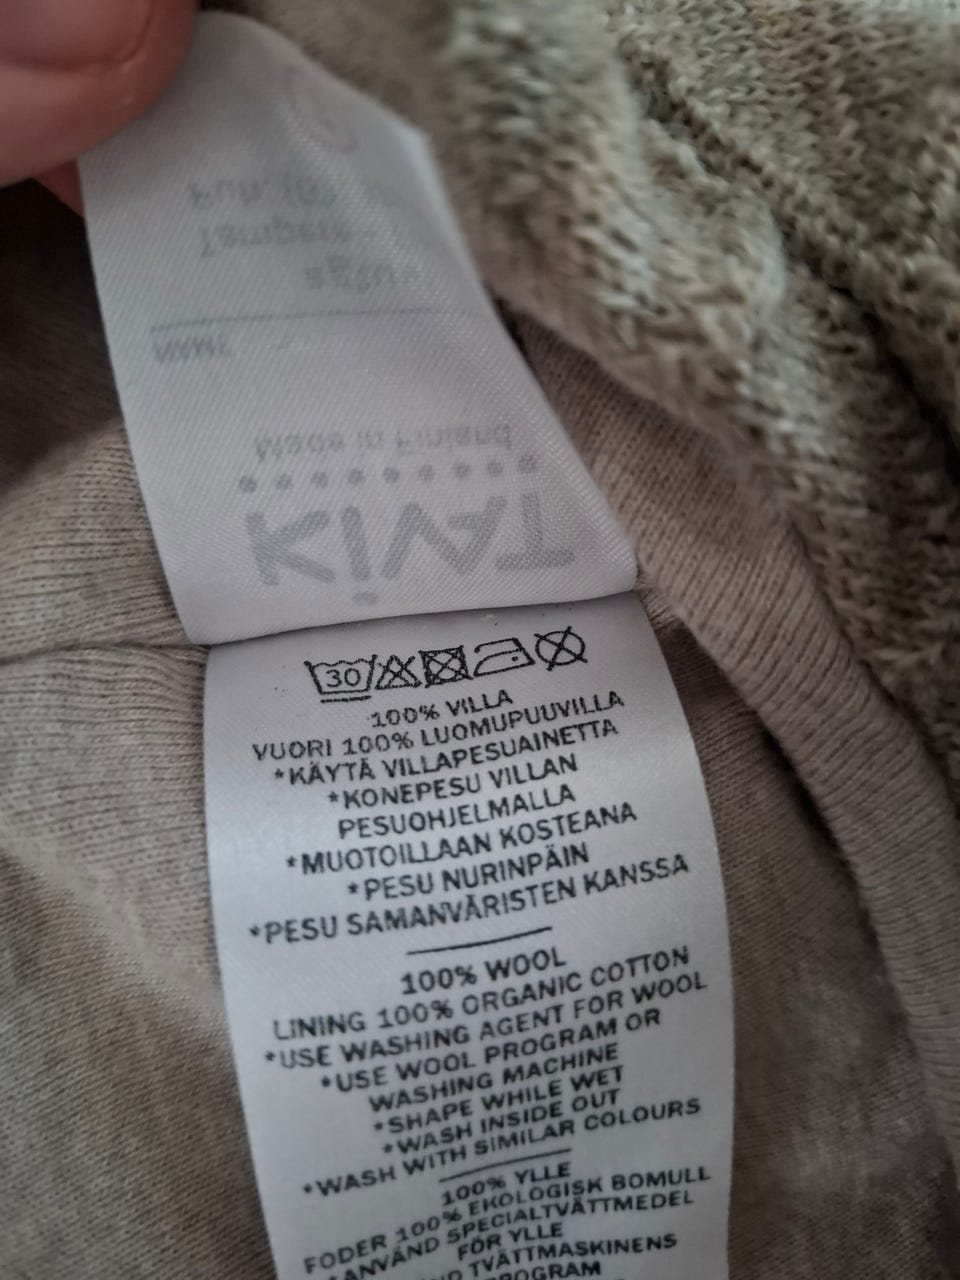 30
100% VILLA
VUORI 100% LUOMUPUUVILLA
*KÄYTÄ VILLAPESUAINETTA
*KONEPESU VILLAN
PESUOHJELMALLA
*MUOTOILLAAN KOSTEANA
*PESU NURINPÄIN
*PESU SAMANVÄRISTEN KANSSA
100% WOOL
LINING 100% ORGANIC COTTON
*USE WASHING AGENT FOR WOOL
*USE WOOL PROGRAM OR
WASHING MACHINE
*SHAPE WHILE WET
*WASH INSIDE OUT
*WASH WITH SIMILAR COLOURS
100% YLLE
FODER 100% EKOLOGISK BOMULL
ANVÄND SPECIALTVÄTTMEDEL
FÖR YLLE
TVÄTTMASKINENS
Made in Finland